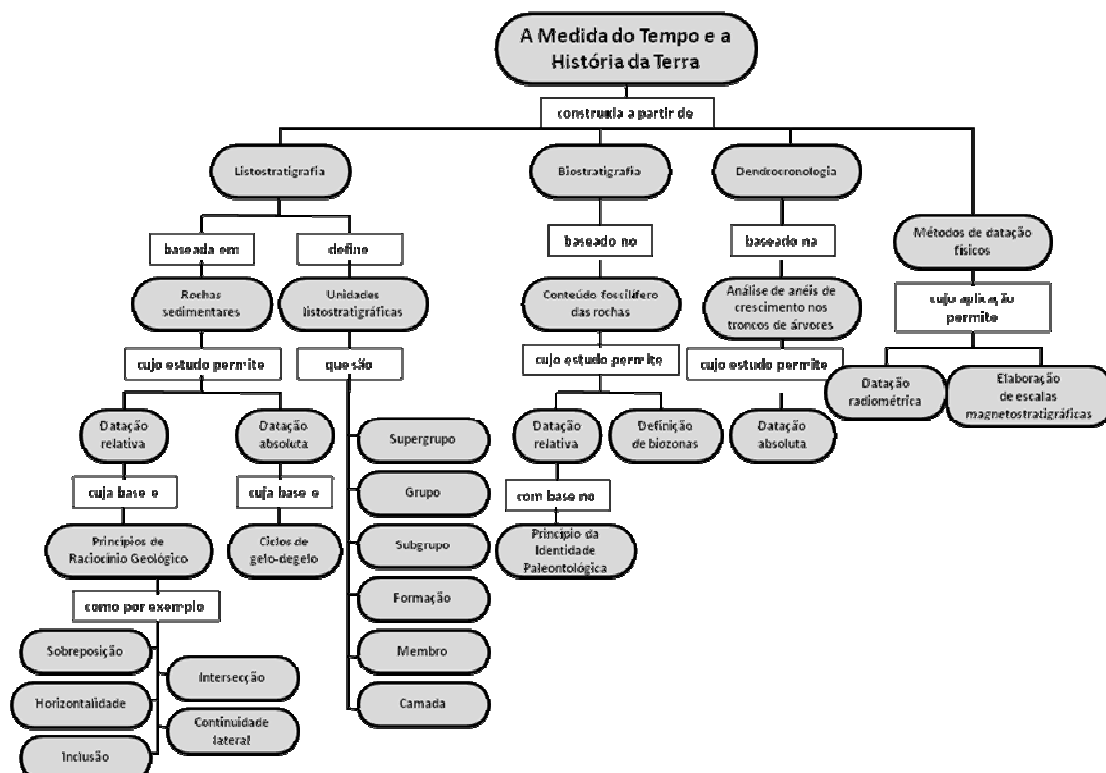 A Medida do Tempo e a
História da Terra
construída a partir de
Listostratigrafia
Biostratigrafia
Dendrocronologia
Métodos de datação
físicos
baseada em
define
baseado no
baseado na
cuja aplicação
permite
Rochas
sedimentares
Unidades
listostratigráficas
Conteúdo fossilífero
das rochas
Análise de anéis de
crescimento nos
troncos de árvores
cujo estudo permite
que são
cujo estudo permite
cujo estudo permite
Datação
radiométrica
Elaboração
de escalas
magnetostratigráficas
Datação
relativa
Datação
absoluta
Datação
relativa
Definição
de biozonas
Datação
absoluta
cuja base e
cuja base e
com base no
Princípios de
Raciocínio Geológico
Ciclos de
gelo-degelo
Princípio da
Identidade
Paleontológica
Supergrupo
Grupo
Subgrupo
Formação
Membro
Camada
como por exemplo
Sobreposição
Intersecção
Horizontalidade
Continuidade
lateral
Inclusão